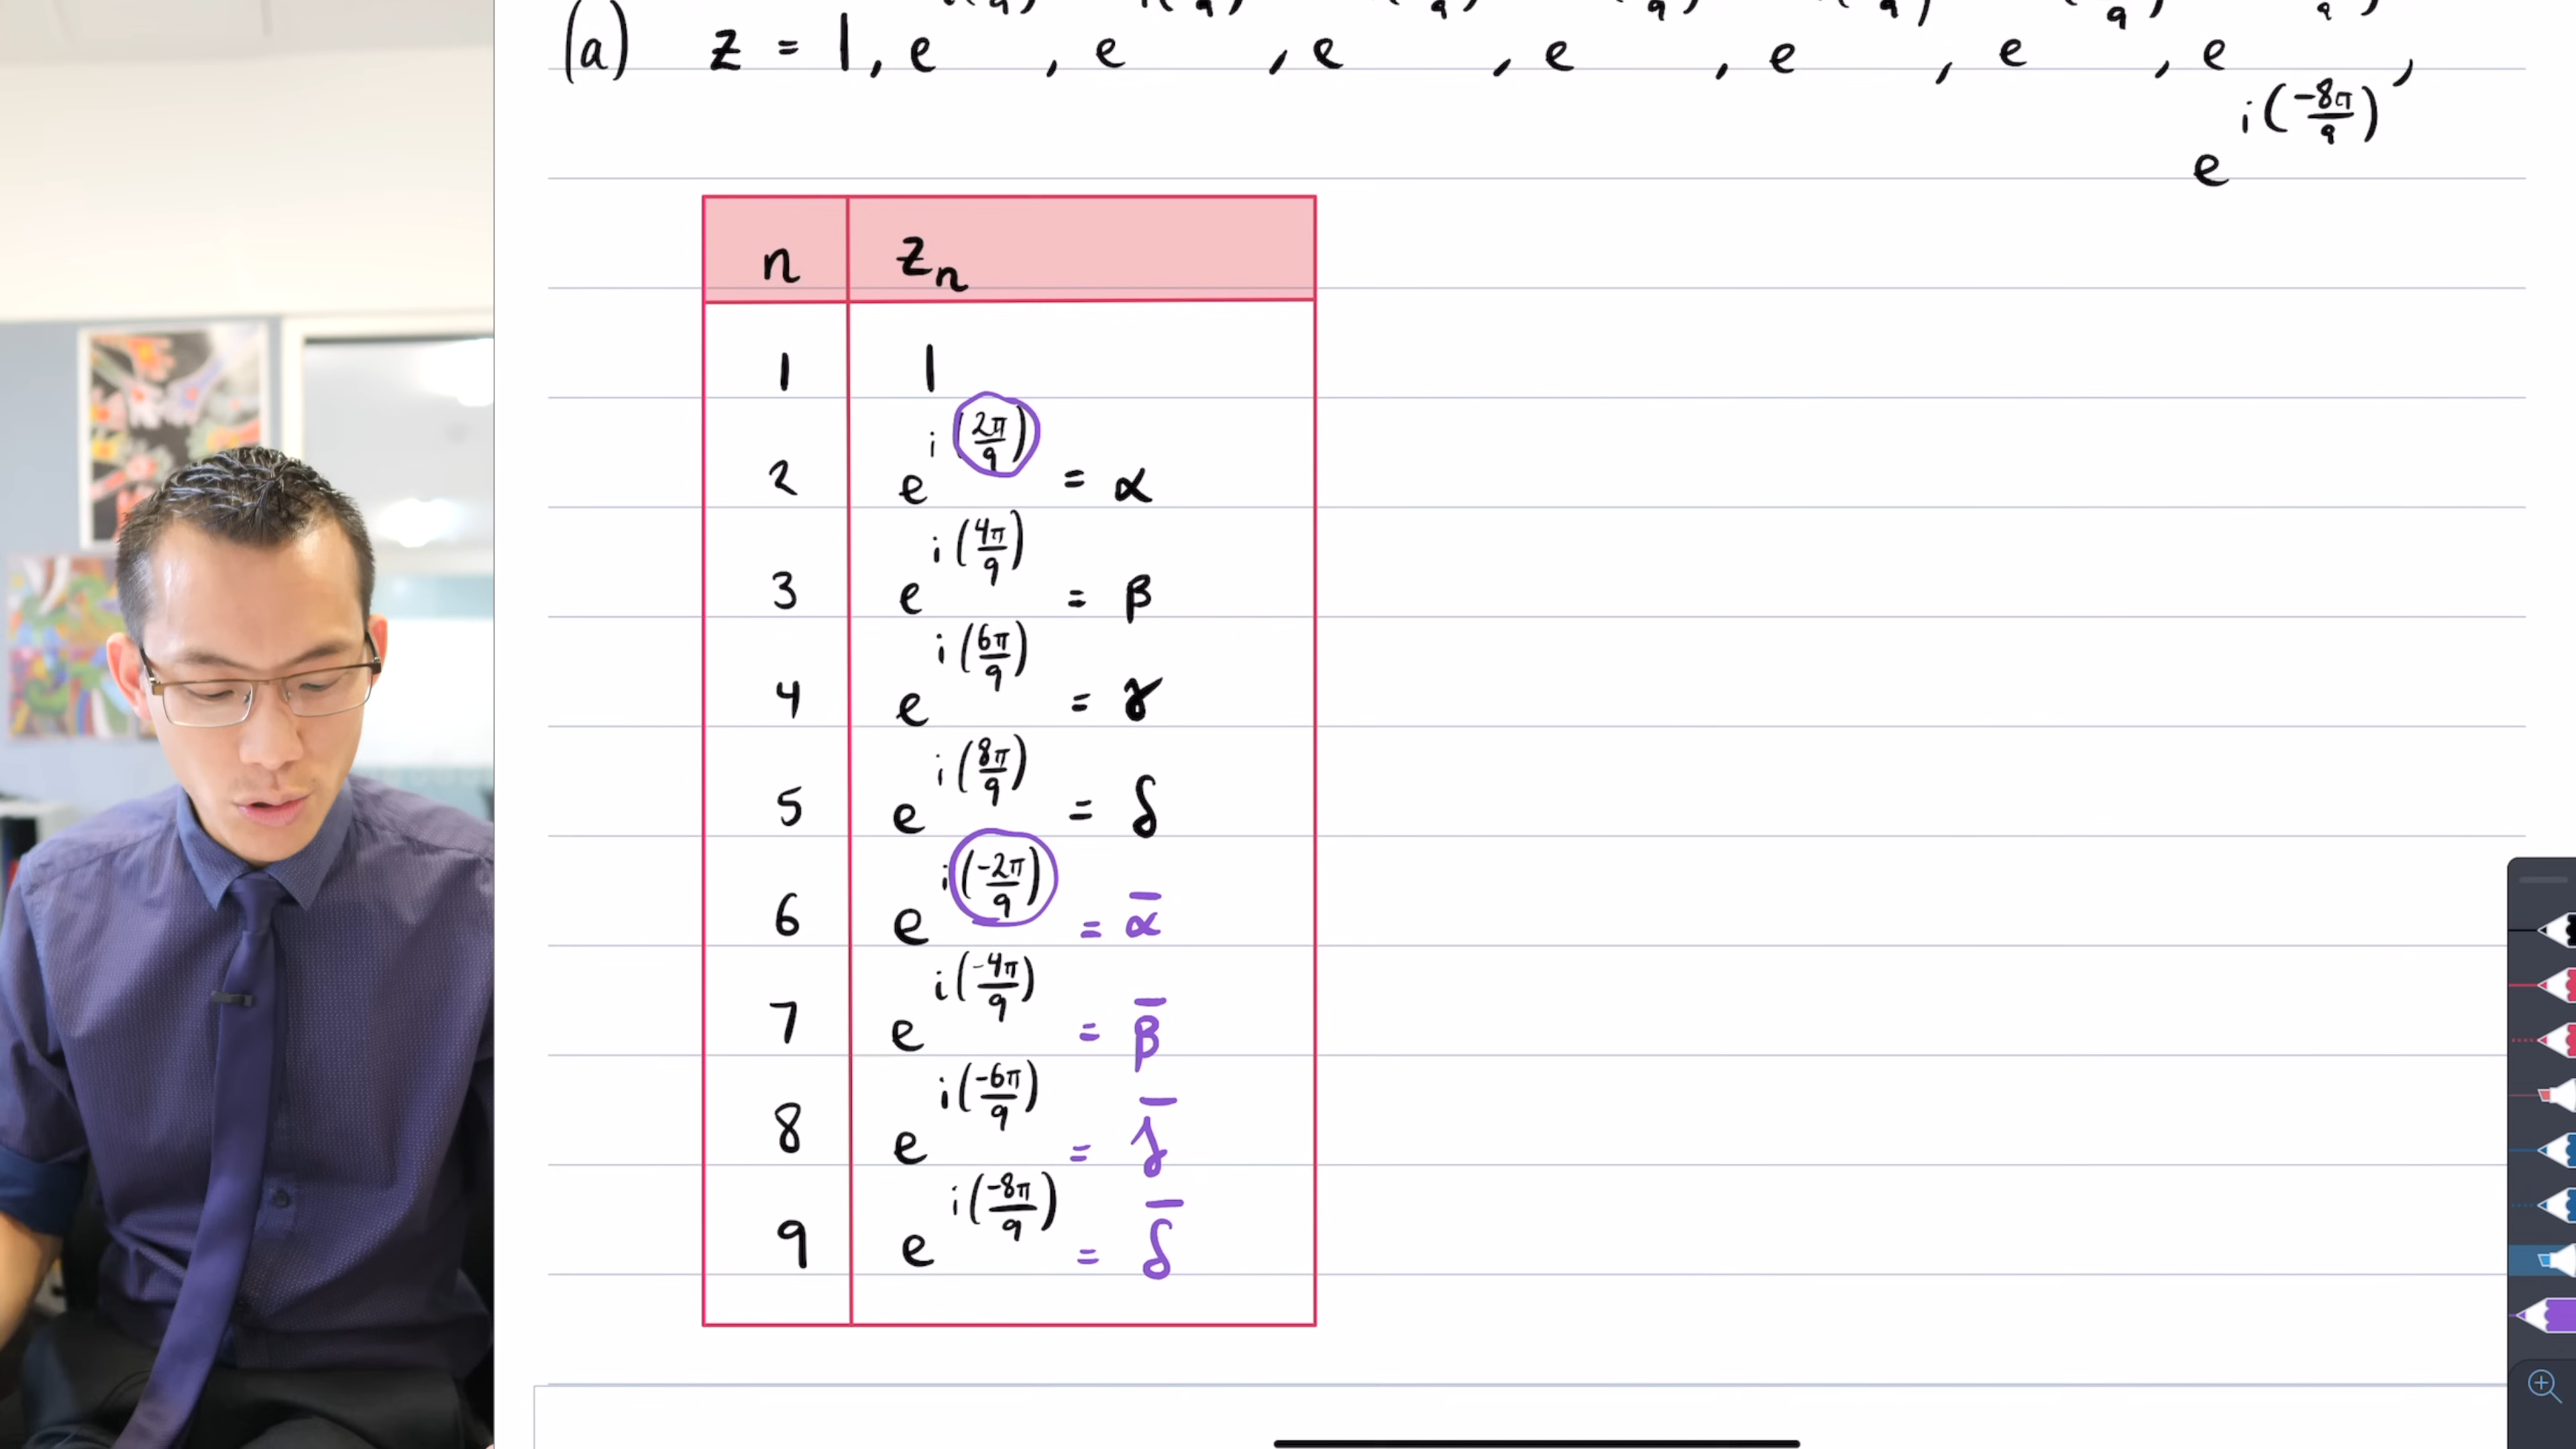 (a) z = 1, e , e , e , e , e , e , e ,
e^{i(-8π/9)}
n z_n
1 1
2 e^{i(2π/9)} = α
3 e^{i(4π/9)} = β
4 e^{i(6π/9)} = γ
5 e^{i(8π/9)} = δ
6 e^{i(-2π/9)} = ᾱ
7 e^{i(-4π/9)} = β̄
8 e^{i(-6π/9)} = γ̄
9 e^{i(-8π/9)} = δ̄